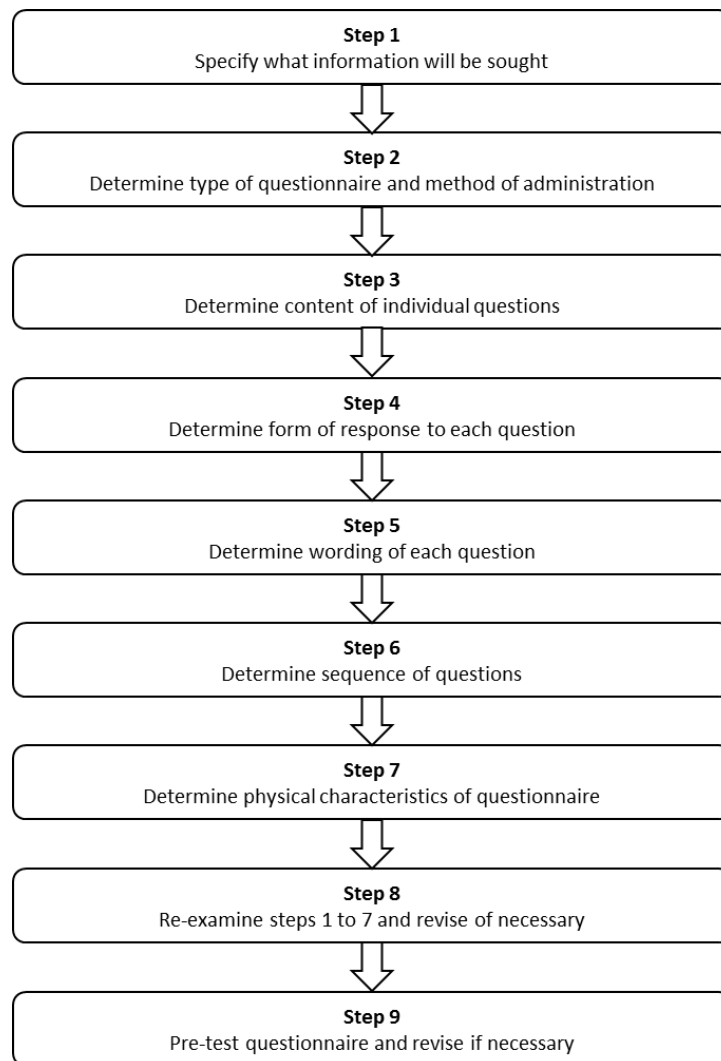 Step 1
Specify what information will be sought
Step 2
Determine type of questionnaire and method of administration
Step 3
Determine content of individual questions
Step 4
Determine form of response to each question
Step 5
Determine wording of each question
Step 6
Determine sequence of questions
Step 7
Determine physical characteristics of questionnaire
Step 8
Re-examine steps 1 to 7 and revise of necessary
Step 9
Pre-test questionnaire and revise if necessary